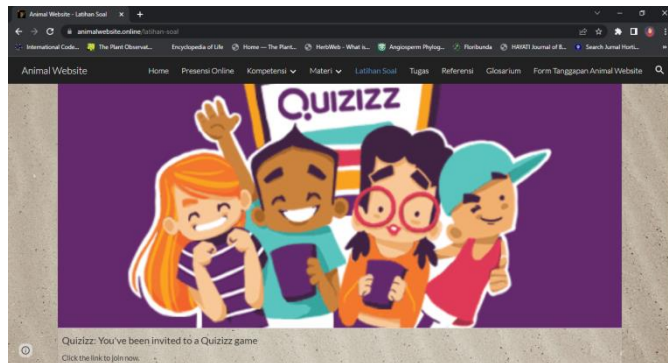 Animal Website - Latihan Soal
animalwebsite.online/latihan-soal
International Code... The Plant Observat... Encyclopedia of Life Home — The Plant... HerbWeb - What is... Angiosperm Phylog... Floribunda HAYATI Journal of B... Search Jurnal Horti...
Animal Website Home Presensi Online Kompetensi Materi Latihan Soal Tugas Referensi Glosarium Form Tanggapan Animal Website
QUIZIZZ
Quizizz: You've been invited to a Quizizz game
Click the link to join now.